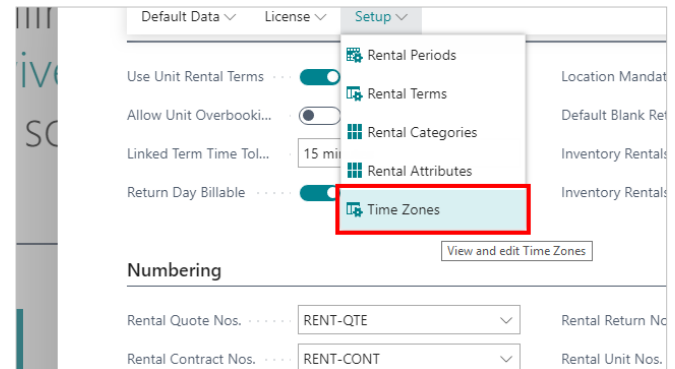 Default Data License Setup
Rental Periods
Use Unit Rental Terms Location Mandat
Rental Terms
Allow Unit Overbooki... Default Blank Ret
Rental Categories
Linked Term Time Tol... 15 mi Inventory Rentals
Rental Attributes
Return Day Billable Inventory Rentals
Time Zones
View and edit Time Zones
Numbering
Rental Quote Nos. RENT-QTE Rental Return No
Rental Contract Nos. RENT-CONT Rental Unit Nos.